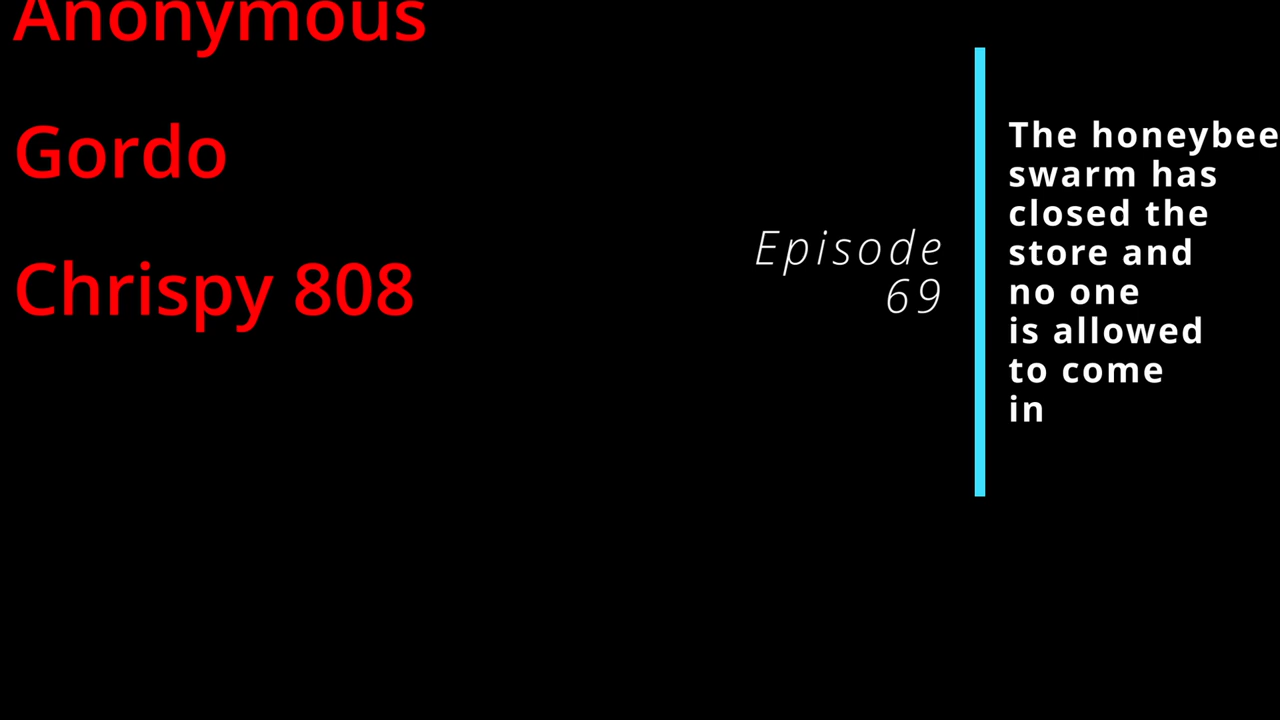 Anonymous
Gordo
Chrispy 808
Episode
69
The honeybee
swarm has
closed the
store and
no one
is allowed
to come
in